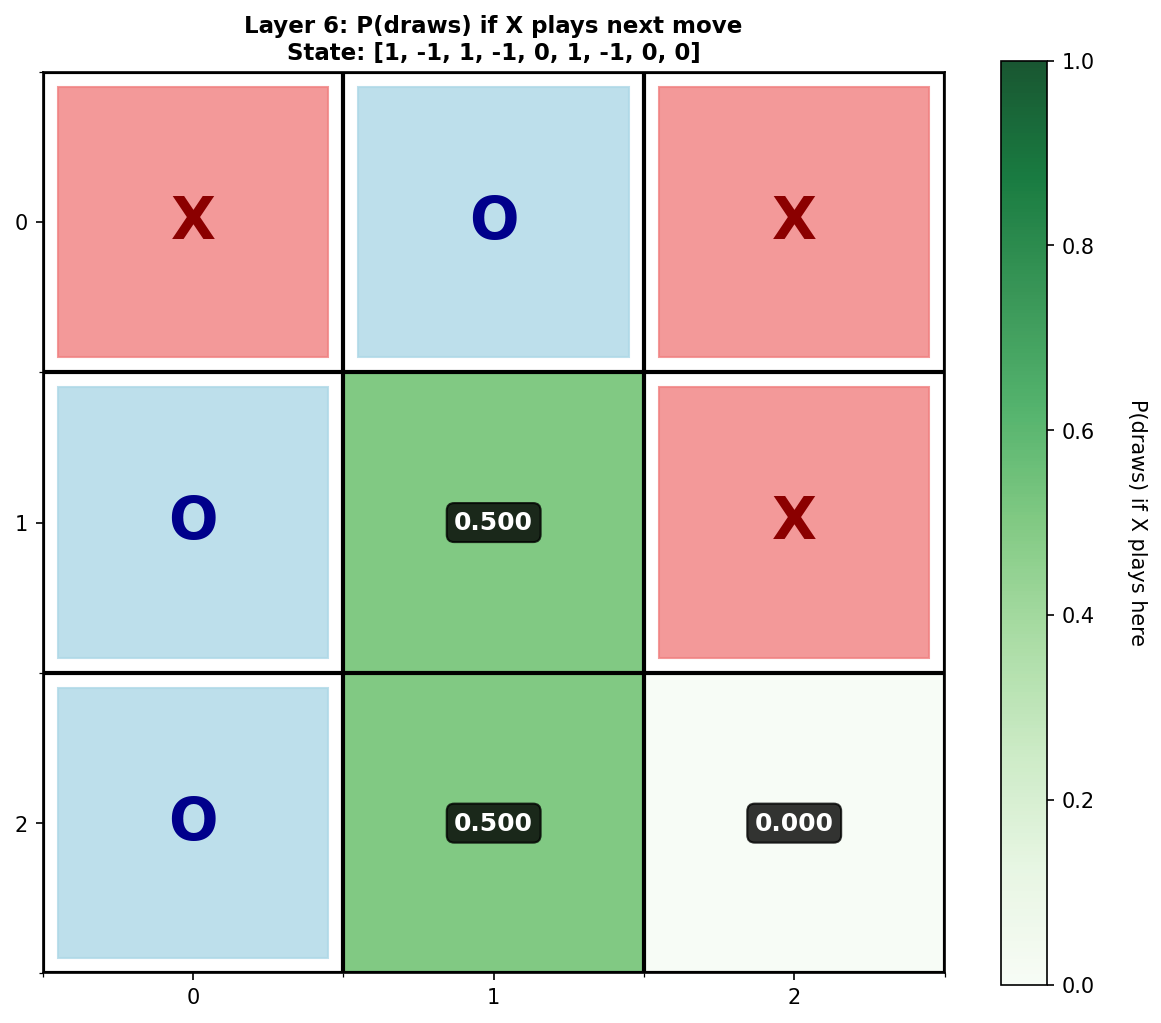 Layer 6: P(draws) if X plays next move
State: [1, -1, 1, -1, 0, 1, -1, 0, 0]
0 X O X
1 O 0.500 X
2 O 0.500 0.000
0 1 2
1.0
0.8
0.6
0.4
0.2
0.0
P(draws) if X plays here